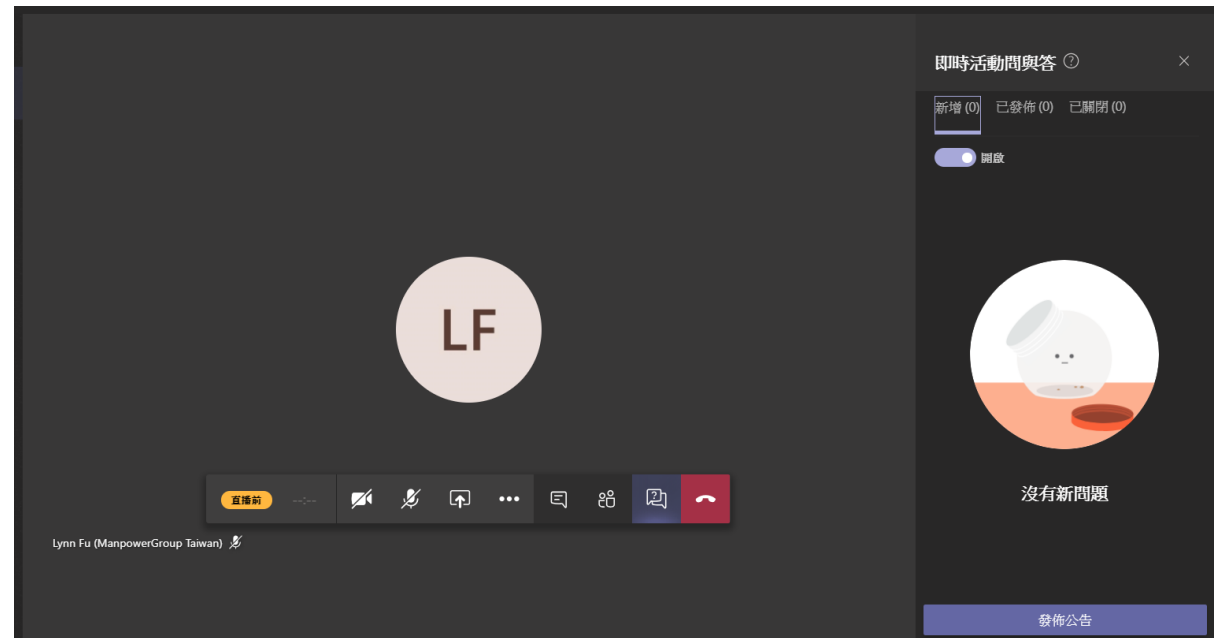 即時活動問與答
新增 (0) 已發佈 (0) 已關閉 (0)
開啟
LF
直播前 --:--
沒有新問題
Lynn Fu (ManpowerGroup Taiwan)
發佈公告